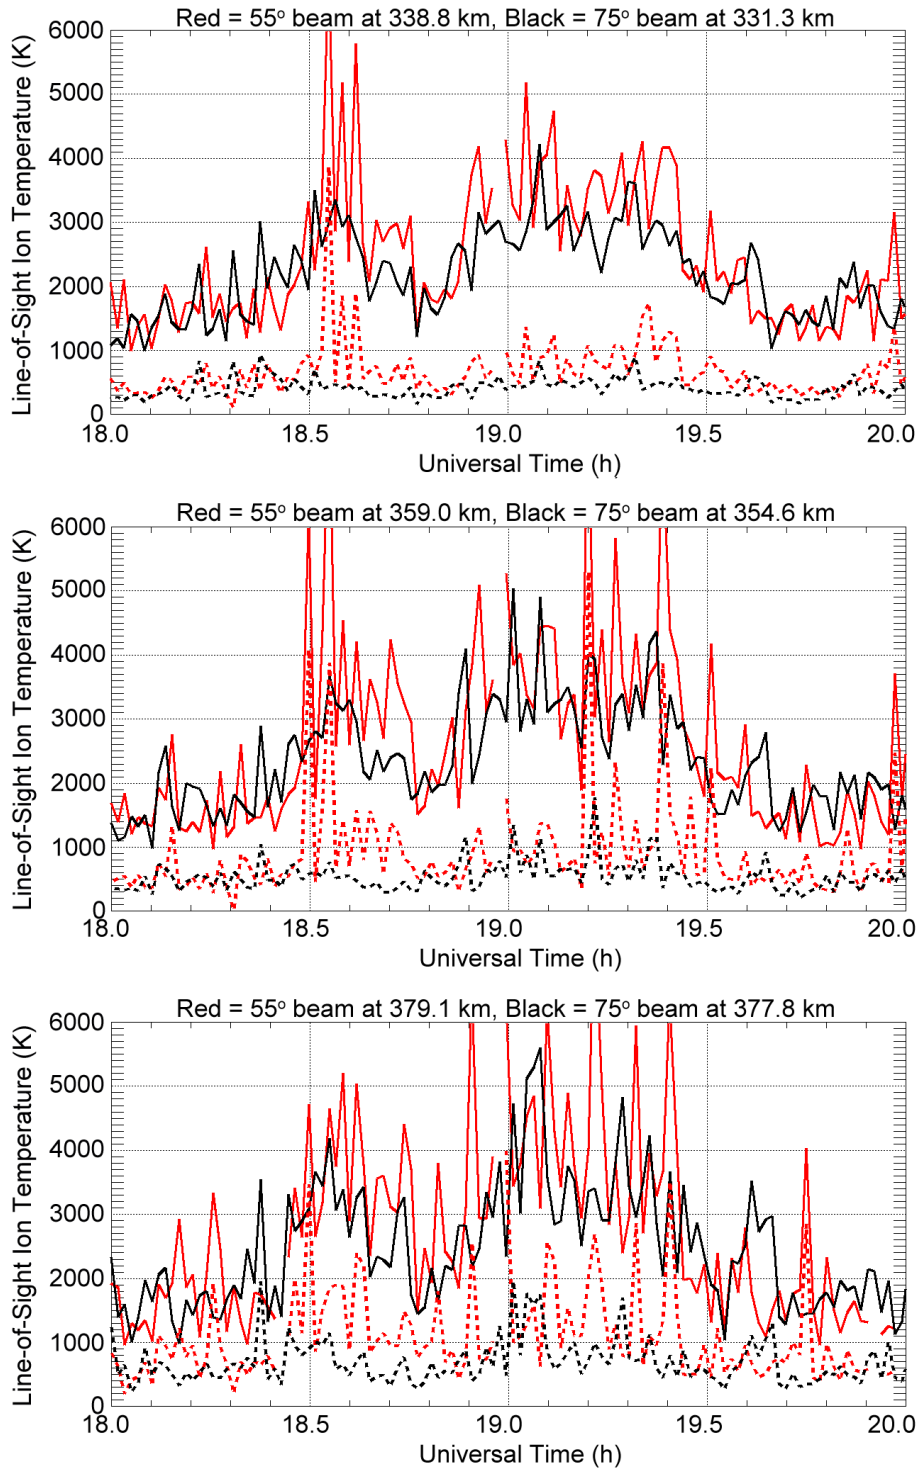 Red = 55° beam at 338.8 km, Black = 75° beam at 331.3 km
Line-of-Sight Ion Temperature (K)
6000
5000
4000
3000
2000
1000
0
18.0 18.5 19.0 19.5 20.0
Universal Time (h)
Red = 55° beam at 359.0 km, Black = 75° beam at 354.6 km
Line-of-Sight Ion Temperature (K)
6000
5000
4000
3000
2000
1000
0
18.0 18.5 19.0 19.5 20.0
Universal Time (h)
Red = 55° beam at 379.1 km, Black = 75° beam at 377.8 km
Line-of-Sight Ion Temperature (K)
6000
5000
4000
3000
2000
1000
0
18.0 18.5 19.0 19.5 20.0
Universal Time (h)